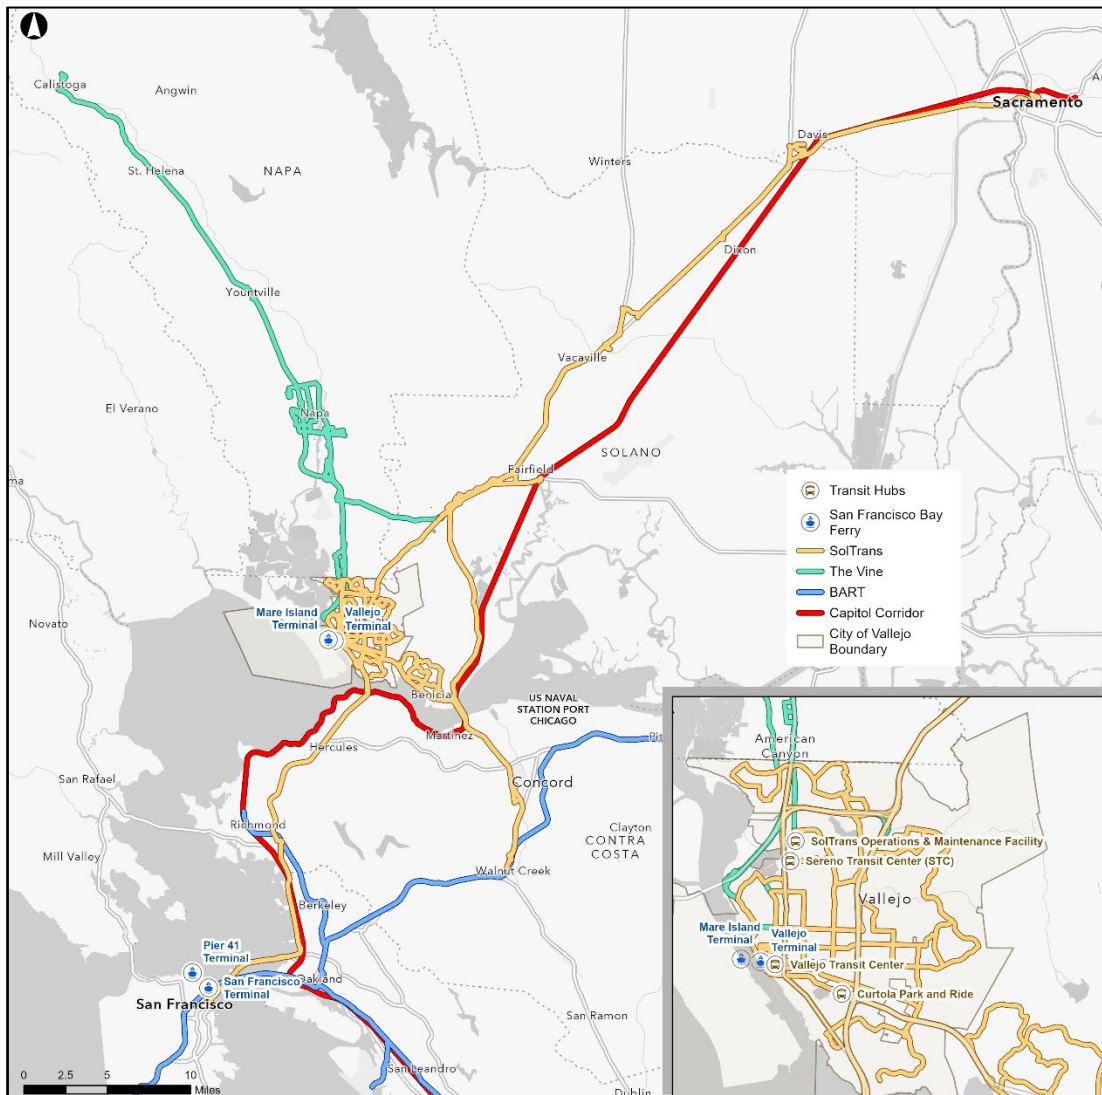 Calistoga
Angwin
St. Helena
NAPA
Winters
Davis
Sacramento
Yountville
Dixon
Vacaville
El Verano
Napa
Fairfield
SOLANO
Novato
Mare Island
Terminal
Vallejo
Terminal
Benicia
US NAVAL
STATION PORT
CHICAGO
Martinez
Hercules
Concord
San Rafael
Richmond
Clayton
CONTRA
COSTA
Mill Valley
Walnut Creek
Berkeley
Pier 41
Terminal
San Francisco
Terminal
San Francisco
Oakland
San Ramon
San Leandro
Dublin
0 2.5 5 10
Miles
Transit Hubs
San Francisco Bay
Ferry
SolTrans
The Vine
BART
Capitol Corridor
City of Vallejo
Boundary
American
Canyon
SolTrans Operations & Maintenance Facility
Sereno Transit Center (STC)
Vallejo
Mare Island
Terminal
Vallejo
Terminal
Vallejo Transit Center
Curtola Park and Ride